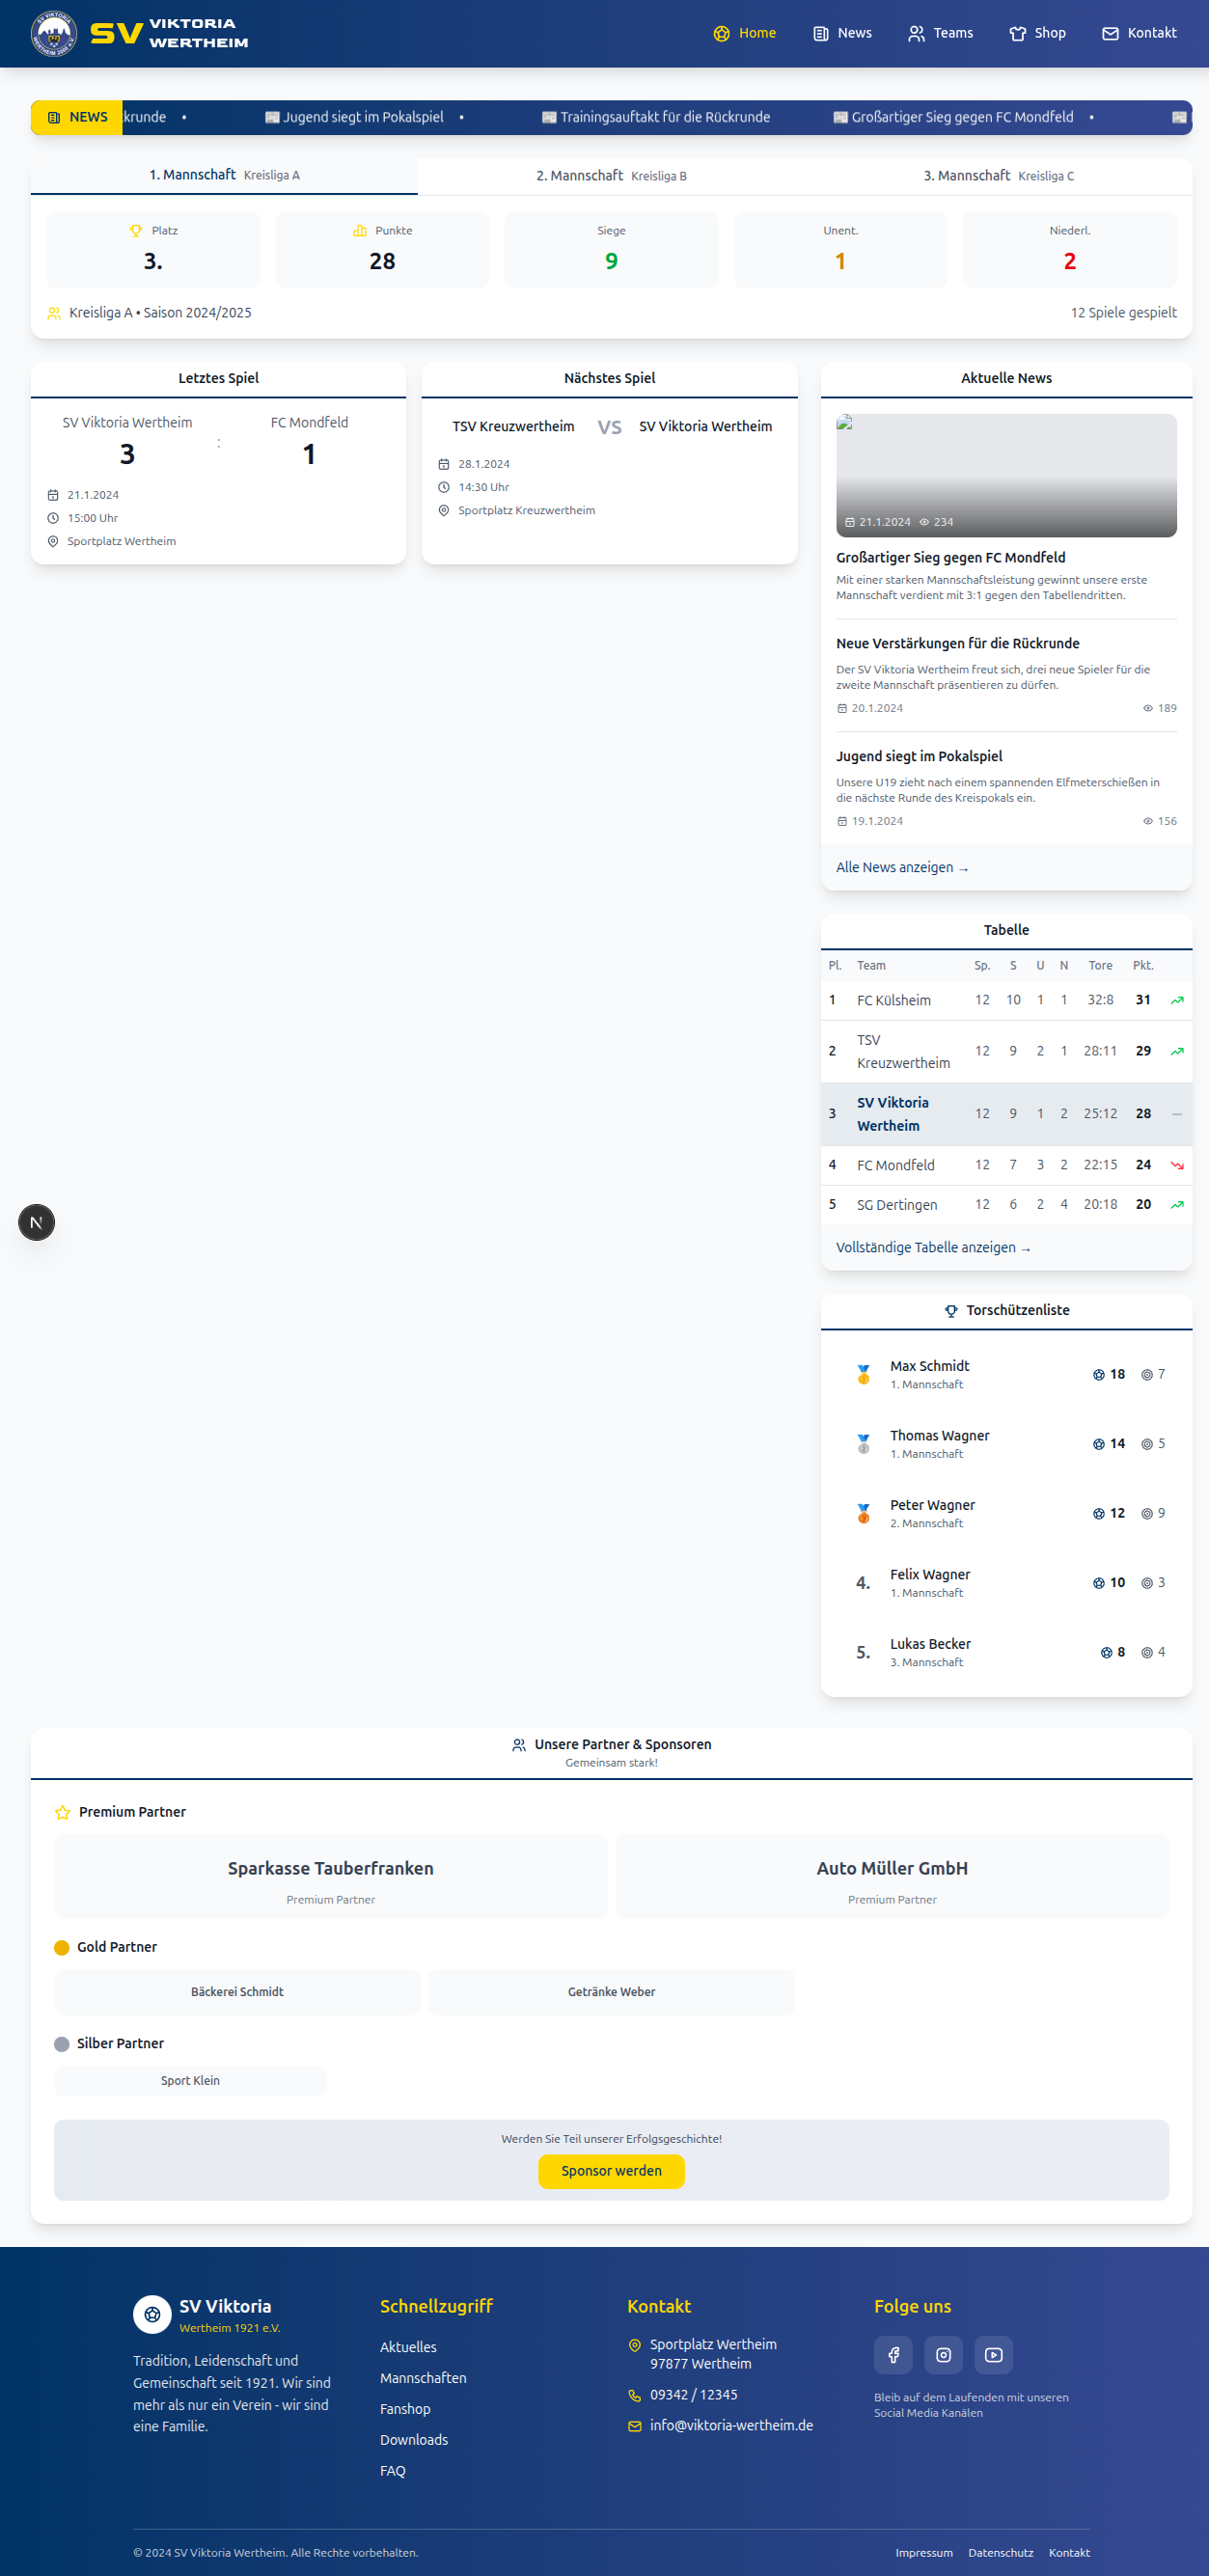 SV VIKTORIA
WERTHEIM
Home
News
Teams
Shop
Kontakt
NEWS
ckrunde •
Jugend siegt im Pokalspiel •
Trainingsauftakt für die Rückrunde
Großartiger Sieg gegen FC Mondfeld •
1. Mannschaft Kreisliga A
2. Mannschaft Kreisliga B
3. Mannschaft Kreisliga C
Platz
3.
Punkte
28
Siege
9
Unent.
1
Niederl.
2
Kreisliga A • Saison 2024/2025
12 Spiele gespielt
Letztes Spiel
SV Viktoria Wertheim
3
:
FC Mondfeld
1
21.1.2024
15:00 Uhr
Sportplatz Wertheim
Nächstes Spiel
TSV Kreuzwertheim VS SV Viktoria Wertheim
28.1.2024
14:30 Uhr
Sportplatz Kreuzwertheim
Aktuelle News
21.1.2024 234
Großartiger Sieg gegen FC Mondfeld
Mit einer starken Mannschaftsleistung gewinnt unsere erste
Mannschaft verdient mit 3:1 gegen den Tabellendritten.
Neue Verstärkungen für die Rückrunde
Der SV Viktoria Wertheim freut sich, drei neue Spieler für die
zweite Mannschaft präsentieren zu dürfen.
20.1.2024 189
Jugend siegt im Pokalspiel
Unsere U19 zieht nach einem spannenden Elfmeterschießen in
die nächste Runde des Kreispokals ein.
19.1.2024 156
Alle News anzeigen →
Tabelle
Pl. Team Sp. S U N Tore Pkt.
1 FC Külsheim 12 10 1 1 32:8 31
2 TSV Kreuzwertheim 12 9 2 1 28:11 29
3 SV Viktoria Wertheim 12 9 1 2 25:12 28
4 FC Mondfeld 12 7 3 2 22:15 24
5 SG Dertingen 12 6 2 4 20:18 20
Vollständige Tabelle anzeigen →
N
Torschützenliste
Max Schmidt 18 7
1. Mannschaft
Thomas Wagner 14 5
1. Mannschaft
Peter Wagner 12 9
2. Mannschaft
4. Felix Wagner 10 3
1. Mannschaft
5. Lukas Becker 8 4
3. Mannschaft
Unsere Partner & Sponsoren
Gemeinsam stark!
Premium Partner
Sparkasse Tauberfranken
Premium Partner
Auto Müller GmbH
Premium Partner
Gold Partner
Bäckerei Schmidt
Getränke Weber
Silber Partner
Sport Klein
Werden Sie Teil unserer Erfolgsgeschichte!
Sponsor werden
SV Viktoria
Wertheim 1921 e.V.
Tradition, Leidenschaft und
Gemeinschaft seit 1921. Wir sind
mehr als nur ein Verein - wir sind
eine Familie.
Schnellzugriff
Aktuelles
Mannschaften
Fanshop
Downloads
FAQ
Kontakt
Sportplatz Wertheim
97877 Wertheim
09342 / 12345
info@viktoria-wertheim.de
Folge uns
Bleib auf dem Laufenden mit unseren
Social Media Kanälen
© 2024 SV Viktoria Wertheim. Alle Rechte vorbehalten.
Impressum Datenschutz Kontakt